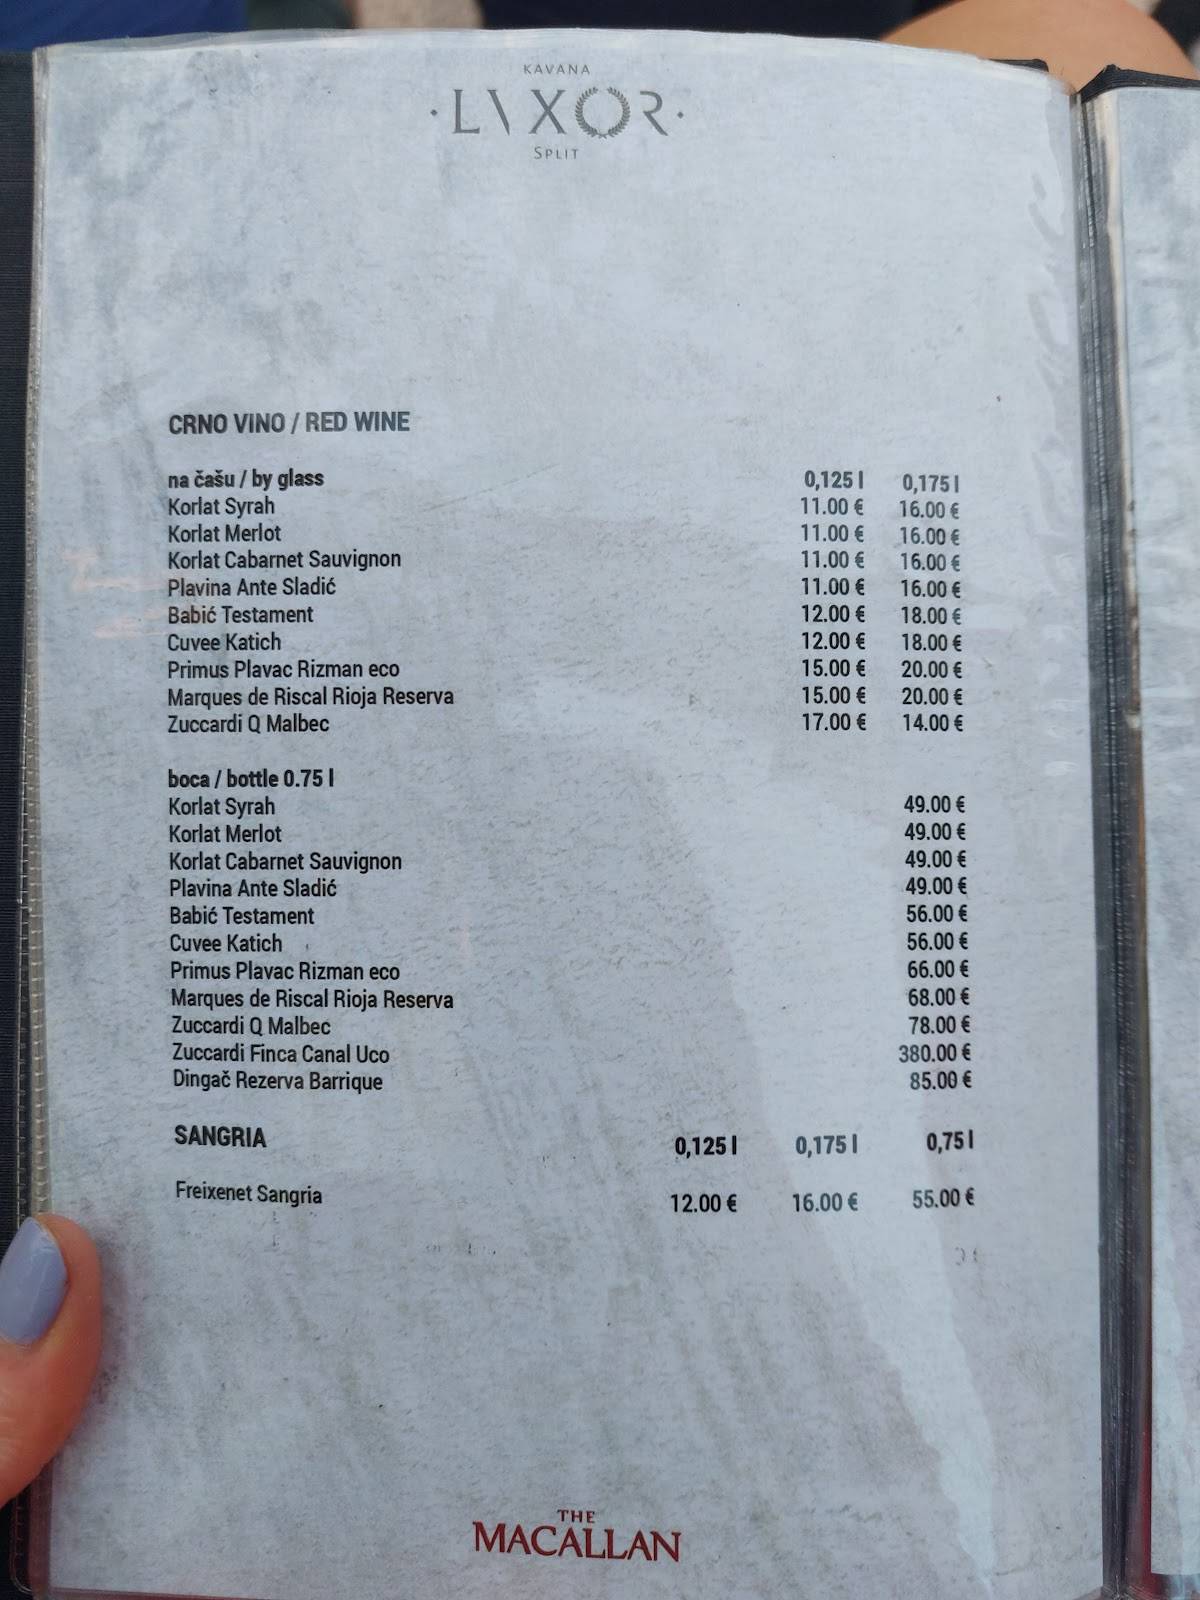 KAVANA
·LVXOR·
SPLIT
CRNO VINO / RED WINE
na čašu / by glass 0,125 l 0,175 l
Korlat Syrah 11.00 € 16.00 €
Korlat Merlot 11.00 € 16.00 €
Korlat Cabarnet Sauvignon 11.00 € 16.00 €
Plavina Ante Sladić 11.00 € 16.00 €
Babić Testament 12.00 € 18.00 €
Cuvee Katich 12.00 € 18.00 €
Primus Plavac Rizman eco 15.00 € 20.00 €
Marques de Riscal Rioja Reserva 15.00 € 20.00 €
Zuccardi Q Malbec 17.00 € 14.00 €
boca / bottle 0.75 l
Korlat Syrah 49.00 €
Korlat Merlot 49.00 €
Korlat Cabarnet Sauvignon 49.00 €
Plavina Ante Sladić 49.00 €
Babić Testament 56.00 €
Cuvee Katich 56.00 €
Primus Plavac Rizman eco 66.00 €
Marques de Riscal Rioja Reserva 68.00 €
Zuccardi Q Malbec 78.00 €
Zuccardi Finca Canal Uco 380.00 €
Dingač Rezerva Barrique 85.00 €
SANGRIA 0,125 l 0,175 l 0,75 l
Freixenet Sangria 12.00 € 16.00 € 55.00 €
THE
MACALLAN